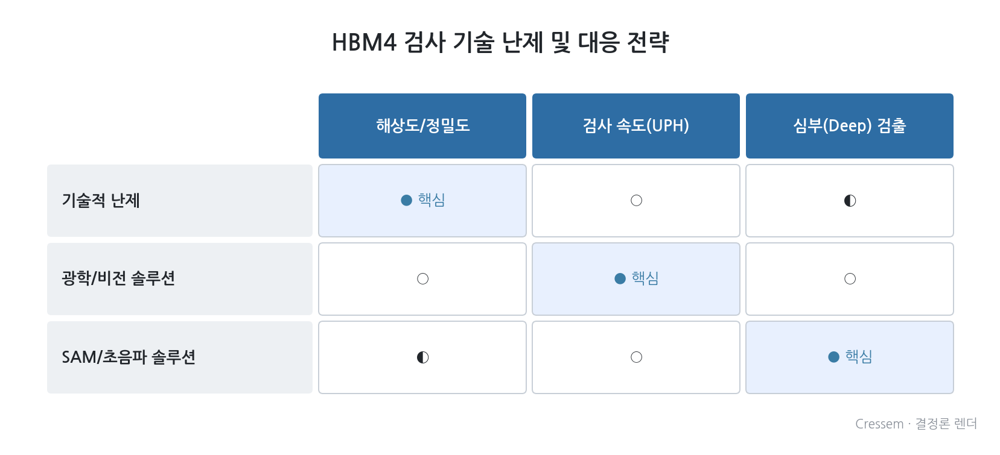 HBM4 검사 기술 난제 및 대응 전략
해상도/정밀도
검사 속도(UPH)
심부(Deep) 검출
기술적 난제
● 핵심
○
◐
광학/비전 솔루션
○
● 핵심
○
SAM/초음파 솔루션
◐
○
● 핵심
Cressem · 결정론 렌더